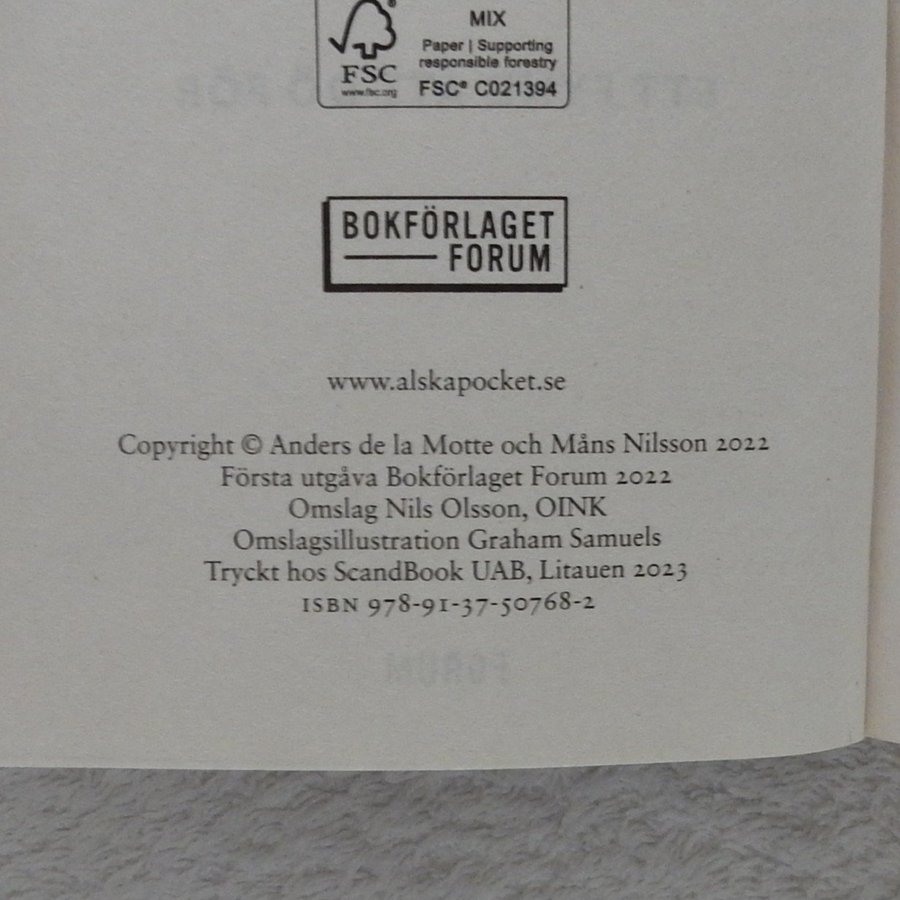 MIX
Paper | Supporting
responsible forestry
FSC® C021394
®
FSC
www.fsc.org
BOKFÖRLAGET
FORUM
www.alskapocket.se
Copyright © Anders de la Motte och Måns Nilsson 2022
Första utgåva Bokförlaget Forum 2022
Omslag Nils Olsson, OINK
Omslagsillustration Graham Samuels
Tryckt hos ScandBook UAB, Litauen 2023
ISBN 978-91-37-50768-2
FORUM